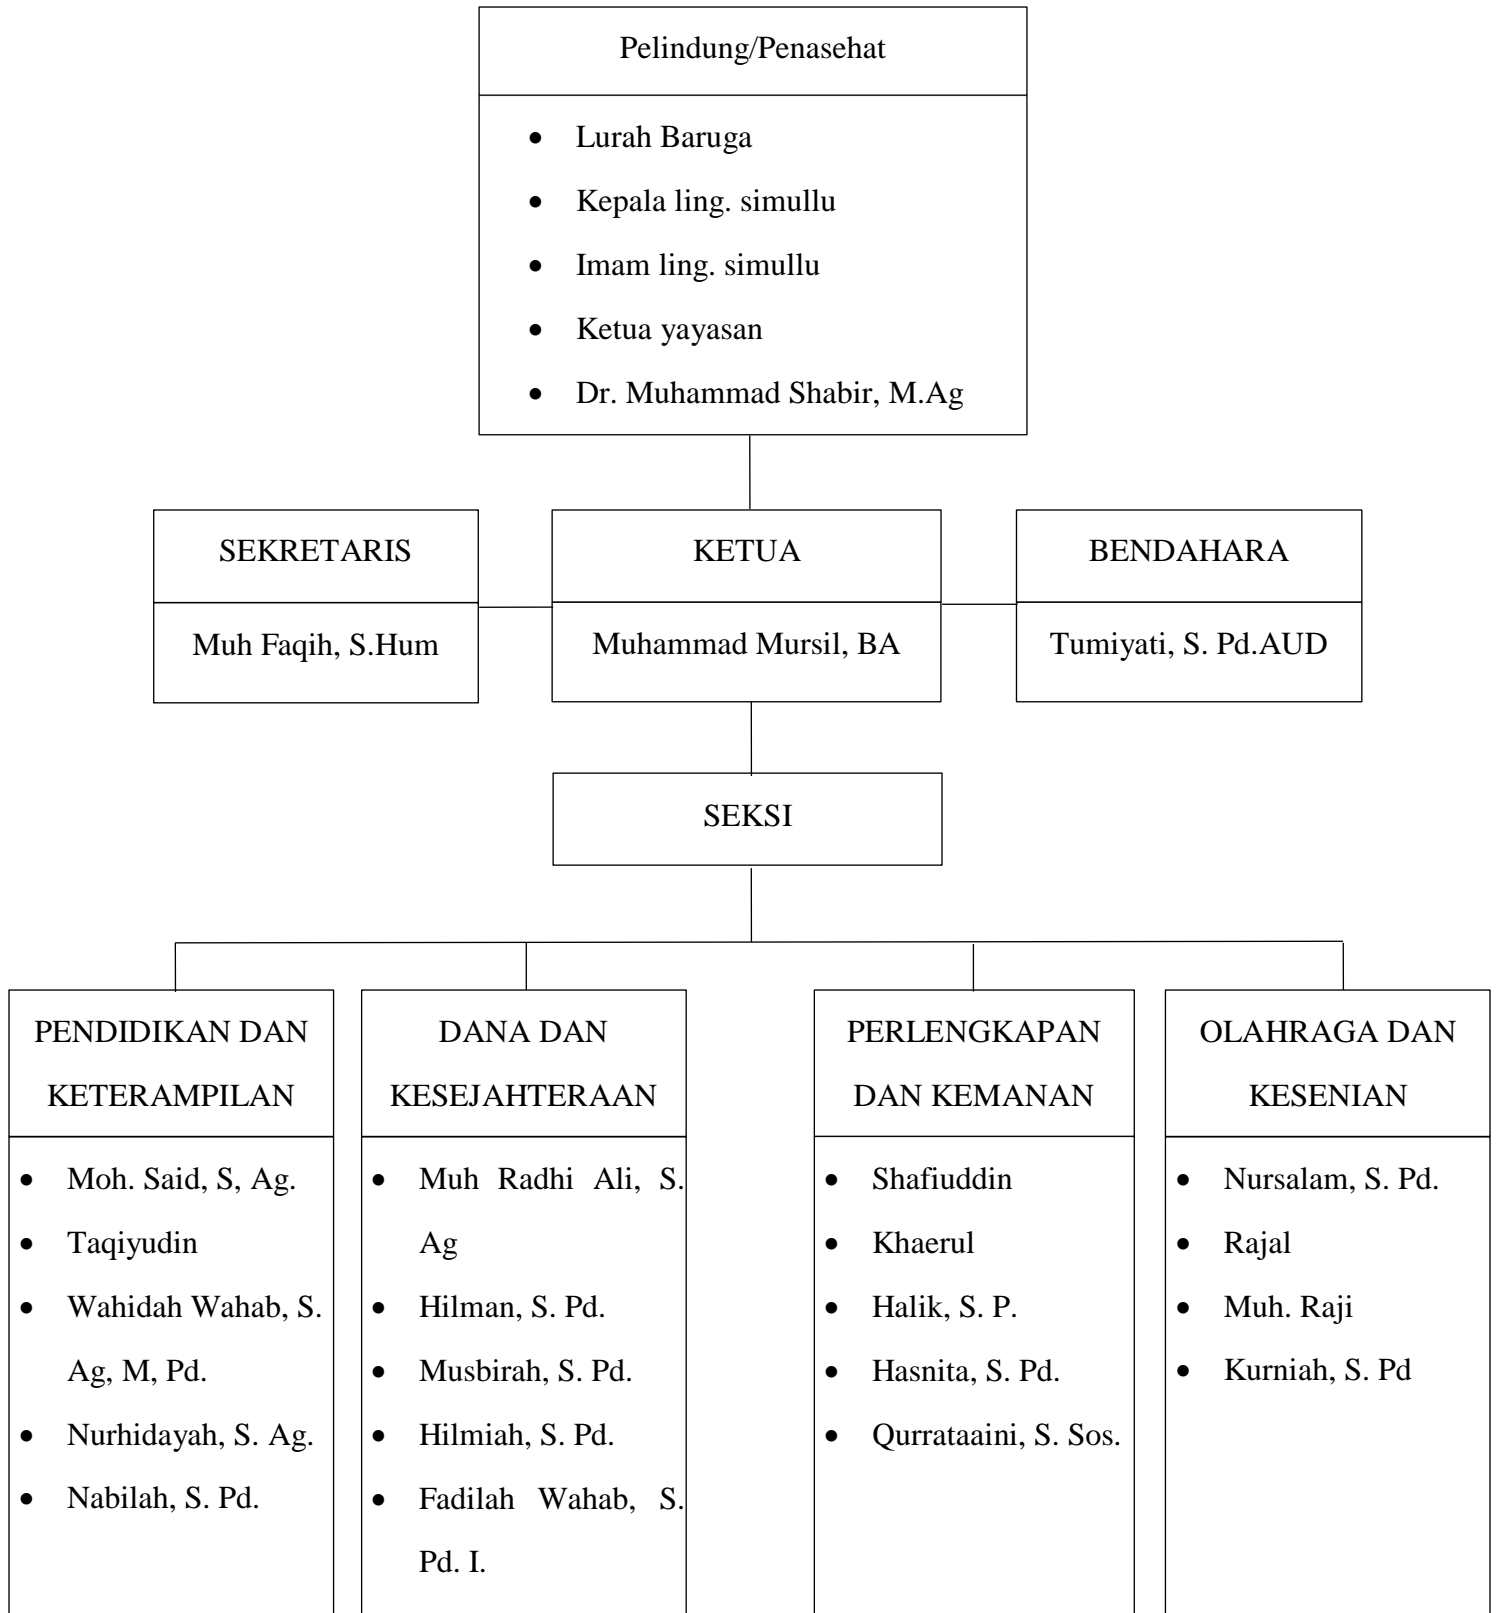 Pelindung/Penasehat
• Lurah Baruga
• Kepala ling. simullu
• Imam ling. simullu
• Ketua yayasan
• Dr. Muhammad Shabir, M.Ag
SEKRETARIS
Muh Faqih, S.Hum
KETUA
Muhammad Mursil, BA
BENDAHARA
Tumiyati, S. Pd.AUD
SEKSI
PENDIDIKAN DAN
KETERAMPILAN
• Moh. Said, S, Ag.
• Taqiyudin
• Wahidah Wahab, S.
Ag, M, Pd.
• Nurhidayah, S. Ag.
• Nabilah, S. Pd.
DANA DAN
KESEJAHTERAAN
• Muh Radhi Ali, S.
Ag
• Hilman, S. Pd.
• Musbirah, S. Pd.
• Hilmiah, S. Pd.
• Fadilah Wahab, S.
Pd. I.
PERLENGKAPAN
DAN KEMANAN
• Shafiuddin
• Khaerul
• Halik, S. P.
• Hasnita, S. Pd.
• Qurrataaini, S. Sos.
OLAHRAGA DAN
KESENIAN
• Nursalam, S. Pd.
• Rajal
• Muh. Raji
• Kurniah, S. Pd